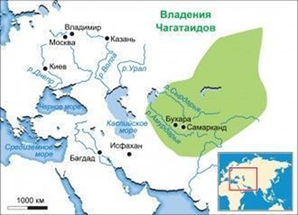 Владения
Чагатаидов
Владимир
Москва
Казань
р.Волга
р.Урал
Киев
р.Днепр
р.Сырдарья
Черное море
Каспийское
море
Бухара
р.Амударья
Самарканд
Средиземное
море
Багдад
Исфахан
1000 км